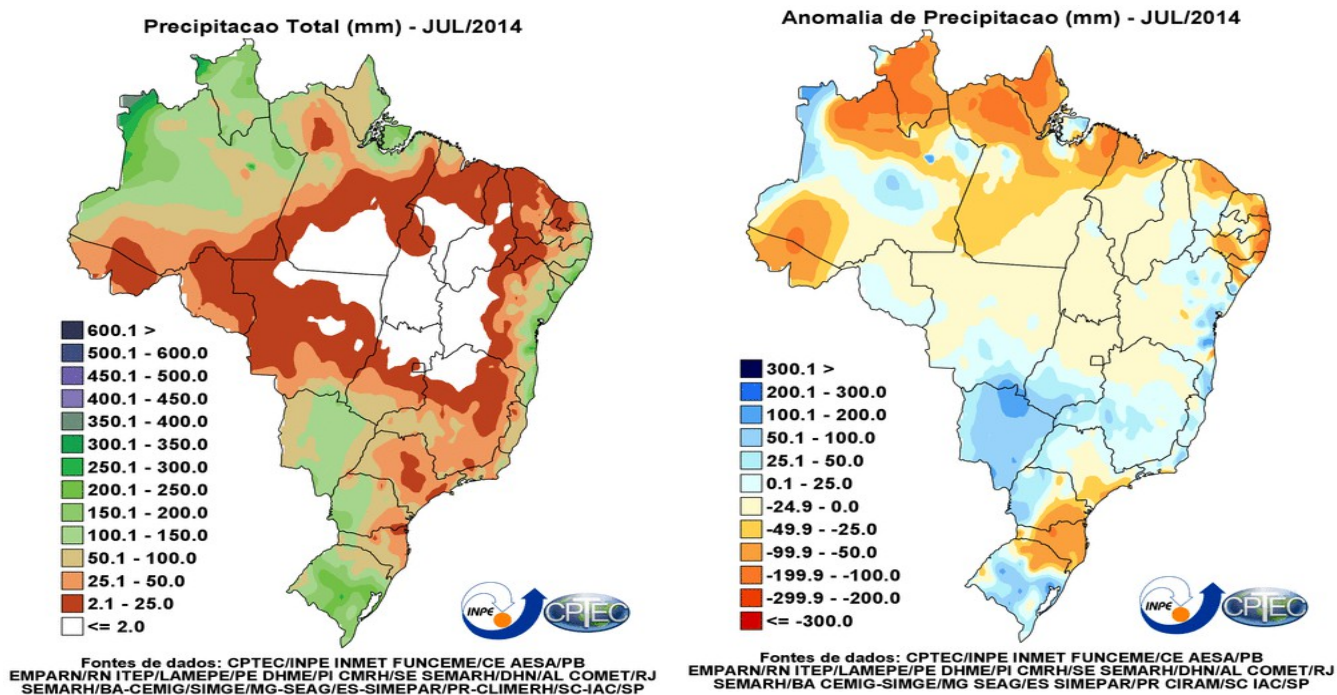 Precipitacao Total (mm) - JUL/2014
600.1 >
500.1 - 600.0
450.1 - 500.0
400.1 - 450.0
350.1 - 400.0
300.1 - 350.0
250.1 - 300.0
200.1 - 250.0
150.1 - 200.0
100.1 - 150.0
50.1 - 100.0
25.1 - 50.0
2.1 - 25.0
<= 2.0
INPE
CPTEC
Fontes de dados: CPTEC/INPE INMET FUNCEME/CE AESA/PB
EMPARN/RN ITEP/LAMEPE/PE DHME/PI CMRH/SE SEMARH/DHN/AL COMET/RJ
SEMARH/BA-CEMIG/SIMGE/MG-SEAG/ES-SIMEPAR/PR-CLIMERH/SC-IAC/SP
Anomalia de Precipitacao (mm) - JUL/2014
300.1 >
200.1 - 300.0
100.1 - 200.0
50.1 - 100.0
25.1 - 50.0
0.1 - 25.0
-24.9 - 0.0
-49.9 - -25.0
-99.9 - -50.0
-199.9 - -100.0
-299.9 - -200.0
<= -300.0
INPE
CPTEC
Fontes de dados: CPTEC/INPE INMET FUNCEME/CE AESA/PB
EMPARN/RN ITEP/LAMEPE/PE DHME/PI CMRH/SE SEMARH/DHN/AL COMET/RJ
SEMARH/BA CEMIG-SIMGE/MG SEAG/ES SIMEPAR/PR CIRAM/SC IAC/SP